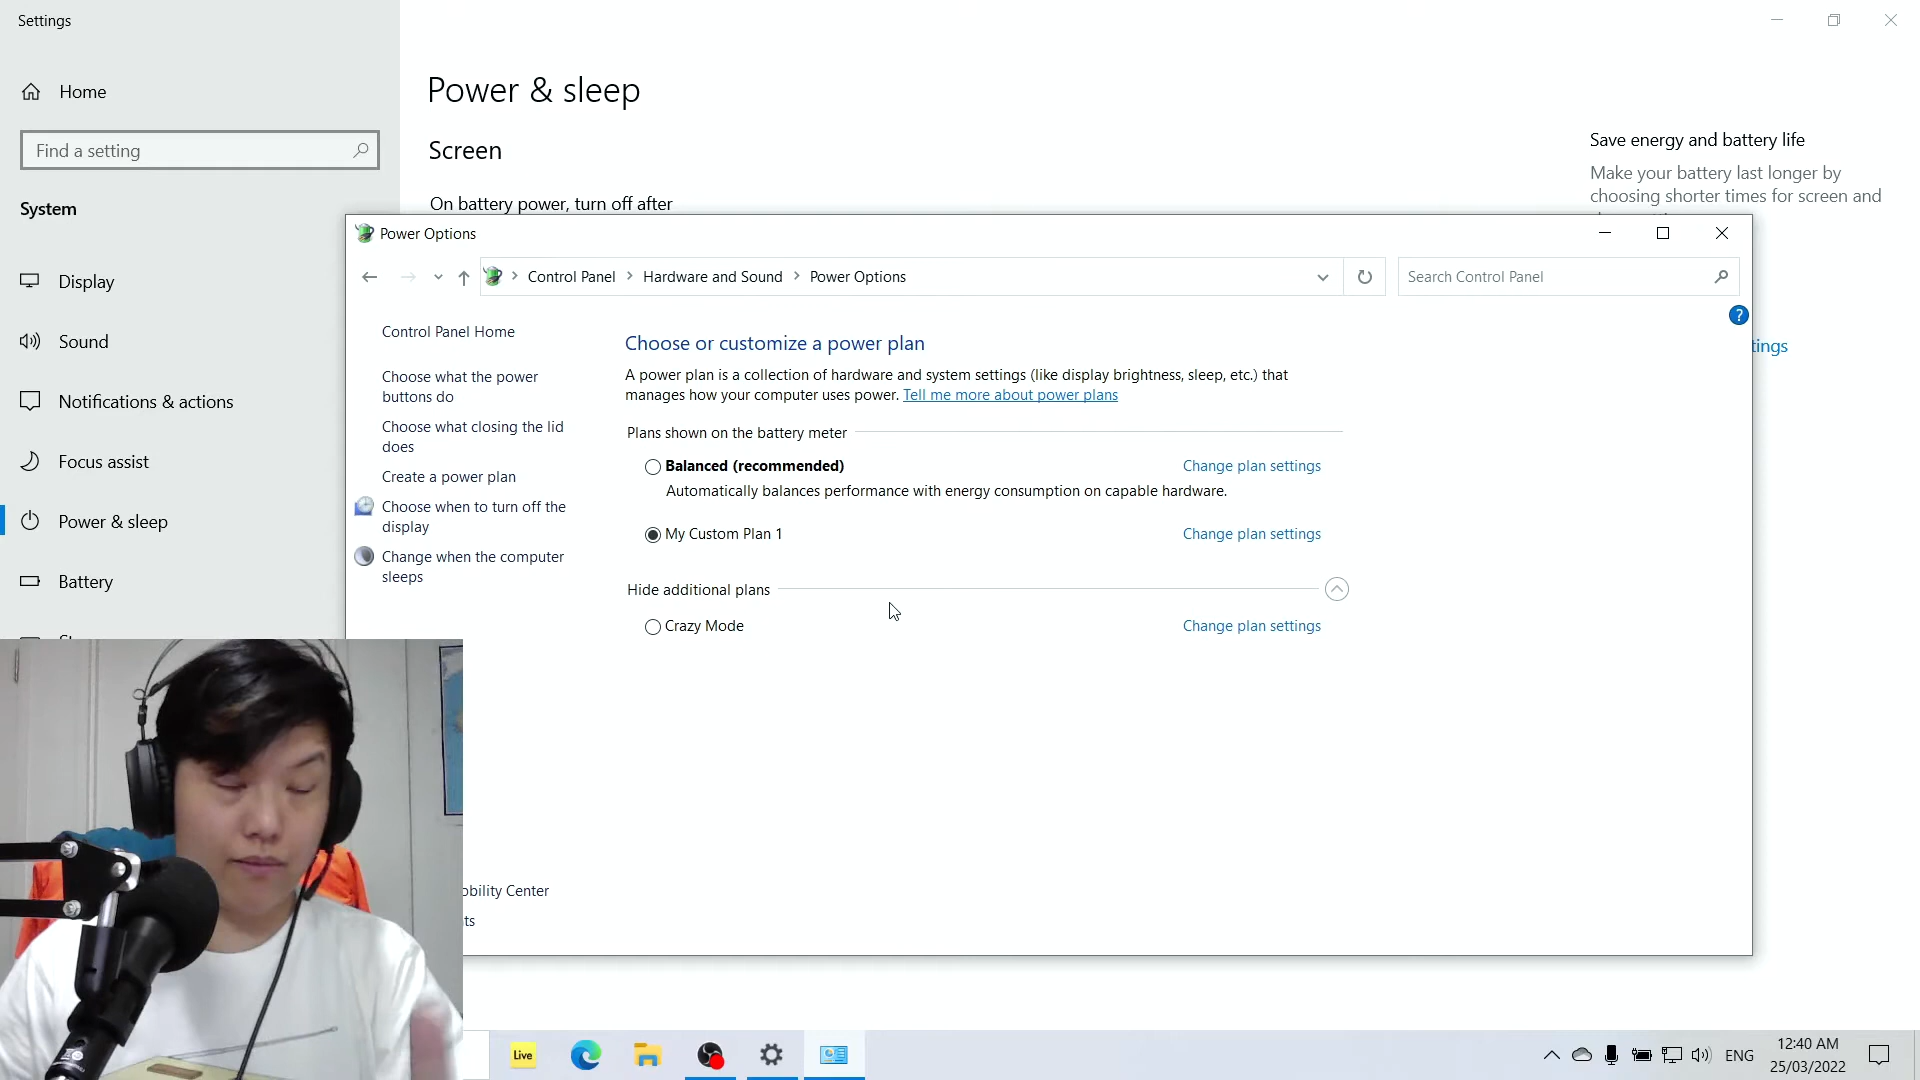 Settings
Home
Find a setting
System
Display
Sound
Notifications & actions
Focus assist
Power & sleep
Battery
Power & sleep
Screen
On battery power, turn off after
Save energy and battery life
Make your battery last longer by
choosing shorter times for screen and
tings
Power Options
Control Panel
Hardware and Sound
Power Options
Search Control Panel
?
Control Panel Home
Choose what the power
buttons do
Choose what closing the lid
does
Create a power plan
Choose when to turn off the
display
Change when the computer
sleeps
obility Center
ts
Choose or customize a power plan
A power plan is a collection of hardware and system settings (like display brightness, sleep, etc.) that
manages how your computer uses power. Tell me more about power plans
Plans shown on the battery meter
Balanced (recommended)
Change plan settings
Automatically balances performance with energy consumption on capable hardware.
My Custom Plan 1
Change plan settings
Hide additional plans
Crazy Mode
Change plan settings
Live
ENG
12:40 AM
25/03/2022